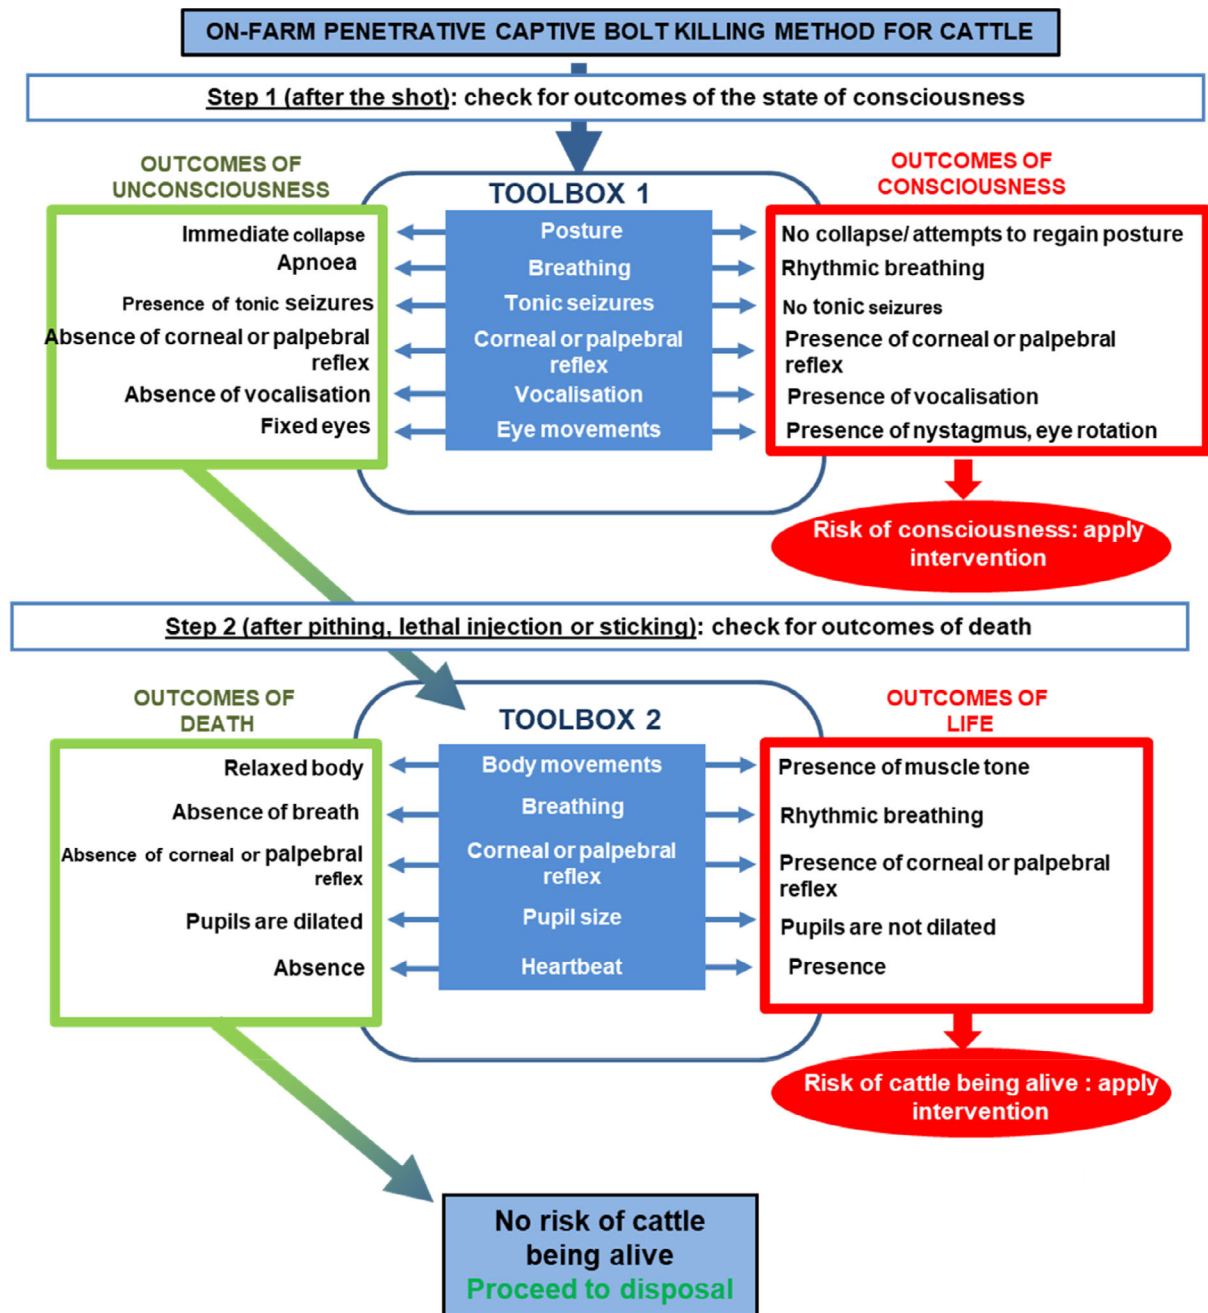 ON-FARM PENETRATIVE CAPTIVE BOLT KILLING METHOD FOR CATTLE
Step 1 (after the shot): check for outcomes of the state of consciousness
OUTCOMES OF
UNCONSCIOUSNESS
Immediate collapse
Apnoea
Presence of tonic seizures
Absence of corneal or palpebral
reflex
Absence of vocalisation
Fixed eyes
TOOLBOX 1
Posture
Breathing
Tonic seizures
Corneal or palpebral
reflex
Vocalisation
Eye movements
OUTCOMES OF
CONSCIOUSNESS
No collapse/ attempts to regain posture
Rhythmic breathing
No tonic seizures
Presence of corneal or palpebral
reflex
Presence of vocalisation
Presence of nystagmus, eye rotation
Risk of consciousness: apply
intervention
Step 2 (after pithing, lethal injection or sticking): check for outcomes of death
OUTCOMES OF
DEATH
Relaxed body
Absence of breath
Absence of corneal or palpebral
reflex
Pupils are dilated
Absence
TOOLBOX 2
Body movements
Breathing
Corneal or palpebral
reflex
Pupil size
Heartbeat
OUTCOMES OF
LIFE
Presence of muscle tone
Rhythmic breathing
Presence of corneal or palpebral
reflex
Pupils are not dilated
Presence
Risk of cattle being alive : apply
intervention
No risk of cattle
being alive
Proceed to disposal